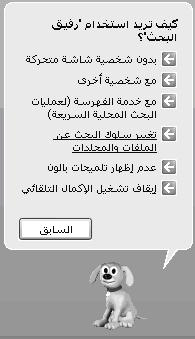 كيف تريد استخدام "رفيق
البحث"؟
بدون شخصية شاشة متحركة
مع شخصية أخرى
مع خدمة الفهرسة (لعمليات
البحث المحلية السريعة)
تغيير سلوك البحث عن
الملفات والمجلدات
عدم إظهار تلميحات بالون
إيقاف تشغيل الإكمال التلقائي
السابق